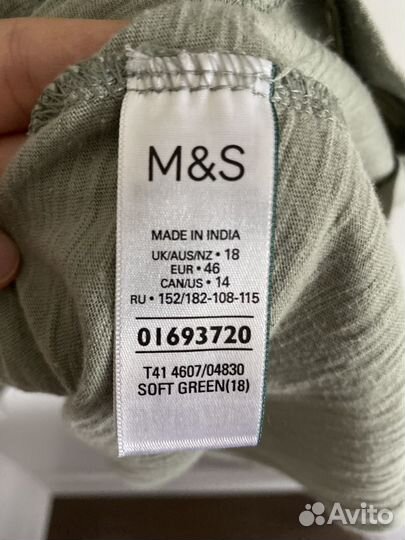 M&S
MADE IN INDIA
UK/AUS/NZ • 18
EUR • 46
CAN/US • 14
RU • 152/182-108-115
01693720
T41 4607/04830
SOFT GREEN(18)
Avito